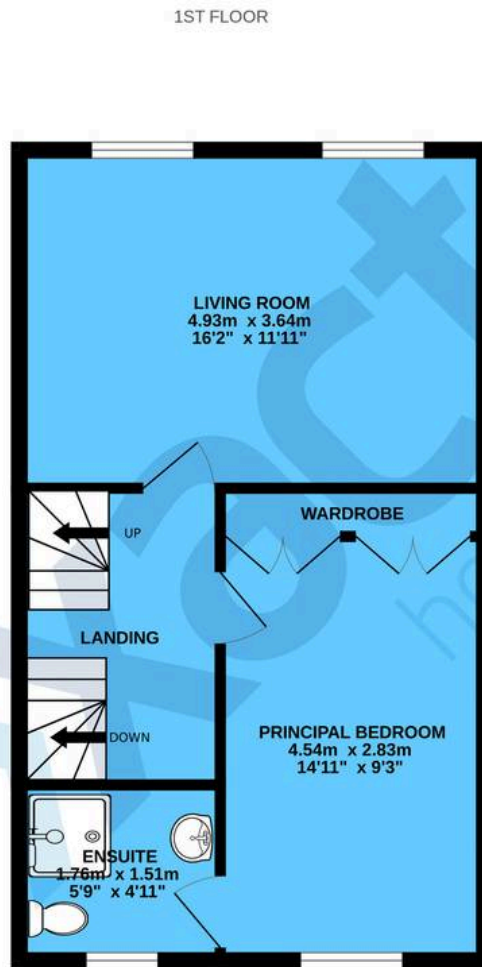 1ST FLOOR
LIVING ROOM
4.93m x 3.64m
16'2" x 11'11"
WARDROBE
UP
LANDING
DOWN
PRINCIPAL BEDROOM
4.54m x 2.83m
14'11" x 9'3"
ENSUITE
1.76m x 1.51m
5'9" x 4'11"